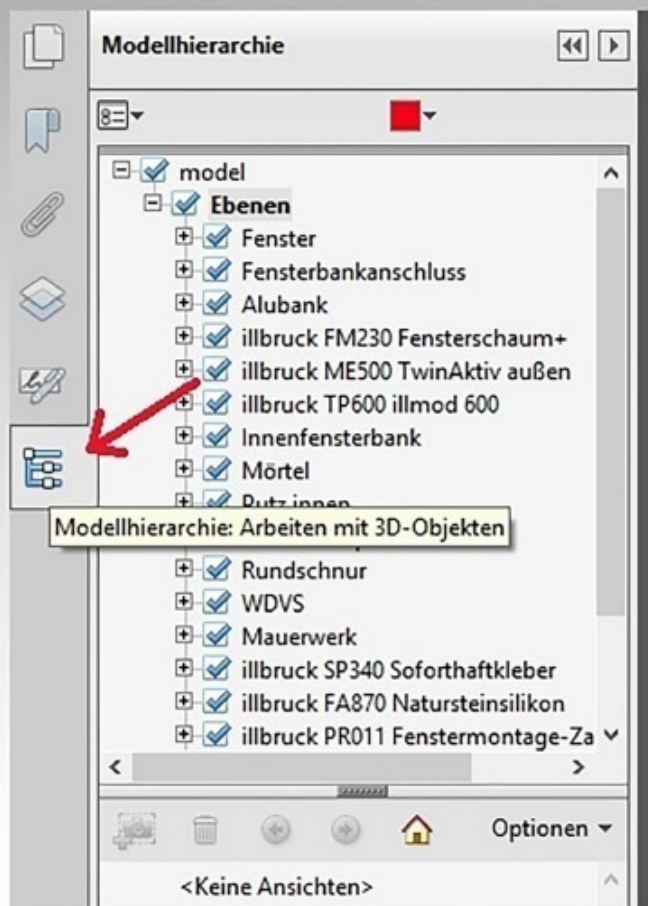 Modellhierarchie
model
Ebenen
Fenster
Fensterbankanschluss
Alubank
illbruck FM230 Fensterschaum+
illbruck ME500 TwinAktiv außen
illbruck TP600 illmod 600
Innenfensterbank
Mörtel
Putz innen
Modellhierarchie: Arbeiten mit 3D-Objekten
Rundschnur
WDVS
Mauerwerk
illbruck SP340 Soforthaftkleber
illbruck FA870 Natursteinsilikon
illbruck PR011 Fenstermontage-Za
Optionen
<Keine Ansichten>